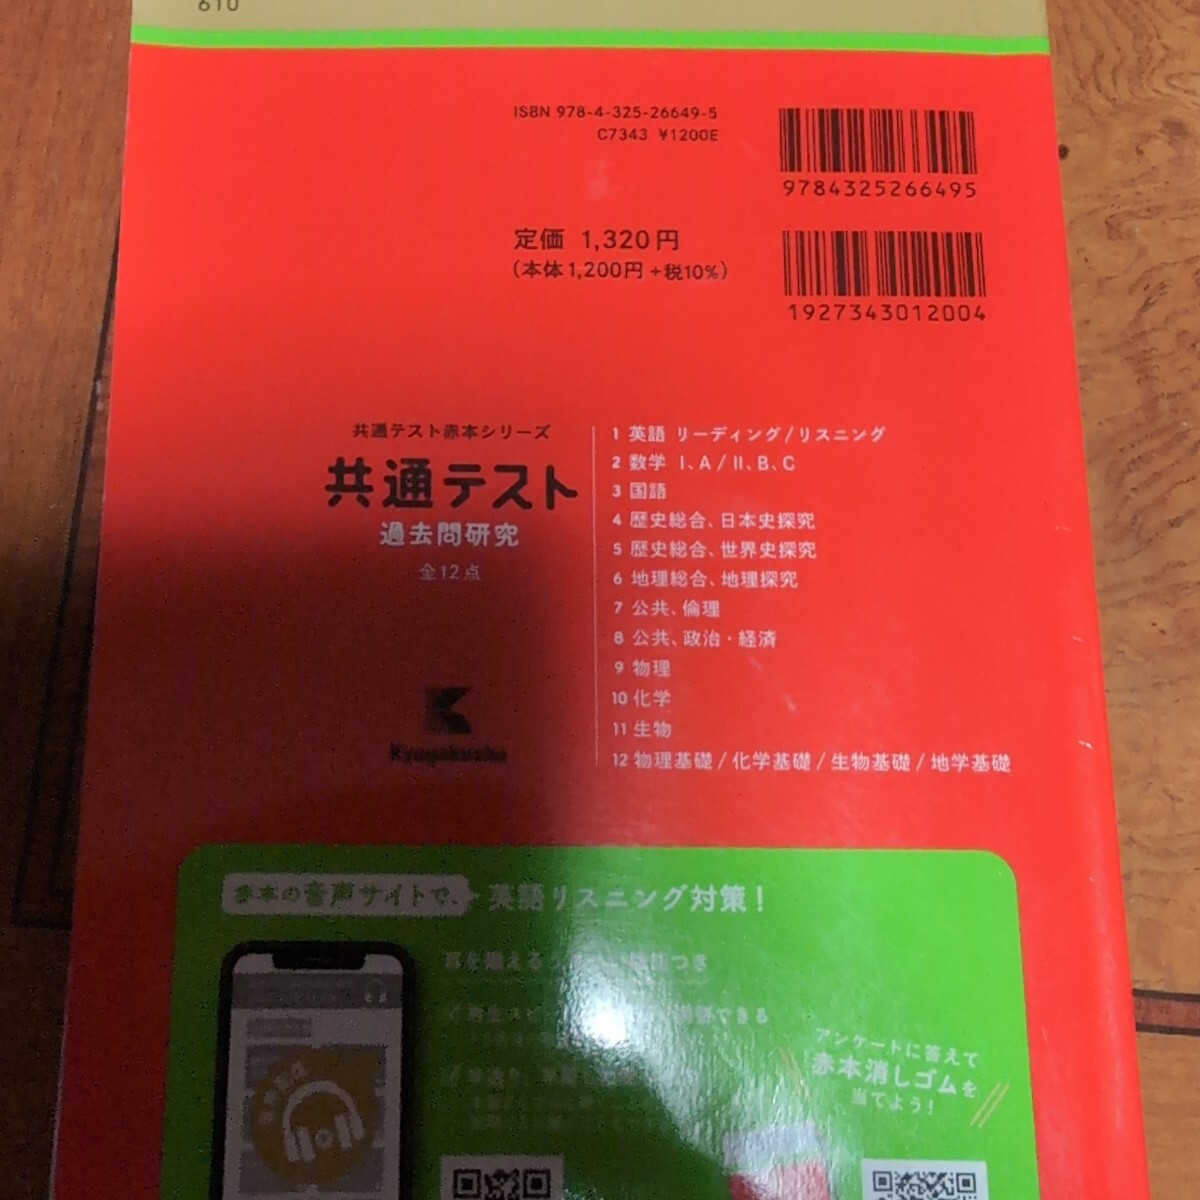 610
ISBN 978-4-325-26649-5
C7343 ¥1200E
9784325266495
定価 1,320円
(本体1,200円+税10%)
1927343012004
共通テスト赤本シリーズ
共通テスト
過去問研究
全12点
Kyogakusha
1 英語 リーディング/リスニング
2 数学 I、A/II、B、C
3 国語
4 歴史総合、日本史探究
5 歴史総合、世界史探究
6 地理総合、地理探究
7 公共、倫理
8 公共、政治・経済
9 物理
10 化学
11 生物
12 物理基礎/化学基礎/生物基礎/地学基礎
赤本の音声サイトで、英語リスニング対策!
アンケートに答えて
赤本消しゴムを
当てよう!